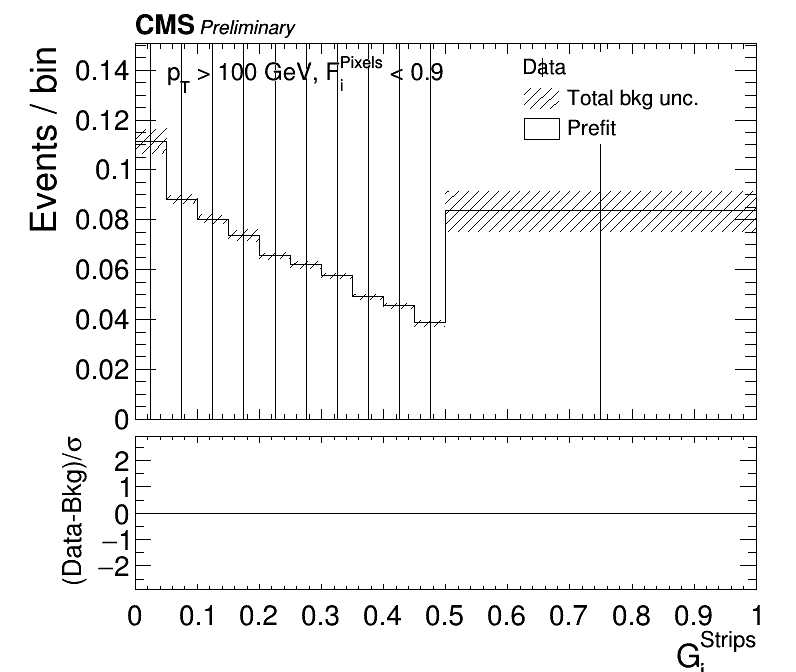 CMS Preliminary
p_T > 100 GeV, F_i^Pixels < 0.9
Data
Total bkg unc.
Prefit
Events / bin
0.14
0.12
0.1
0.08
0.06
0.04
0.02
0
(Data-Bkg)/σ
2
1
0
−1
−2
0 0.1 0.2 0.3 0.4 0.5 0.6 0.7 0.8 0.9 1
G_i^Strips